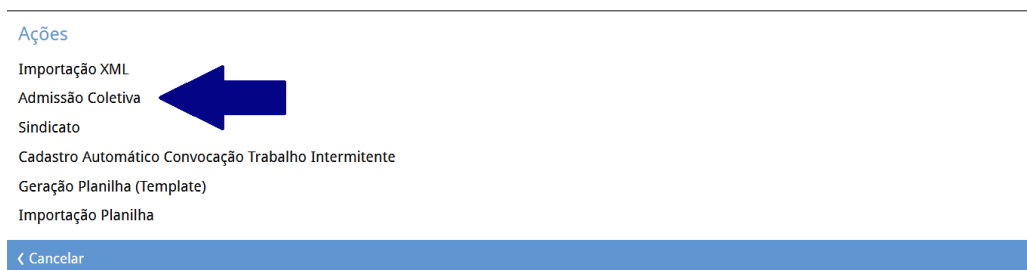 Ações
Importação XML
Admissão Coletiva
Sindicato
Cadastro Automático Convocação Trabalho Intermitente
Geração Planilha (Template)
Importação Planilha
Cancelar